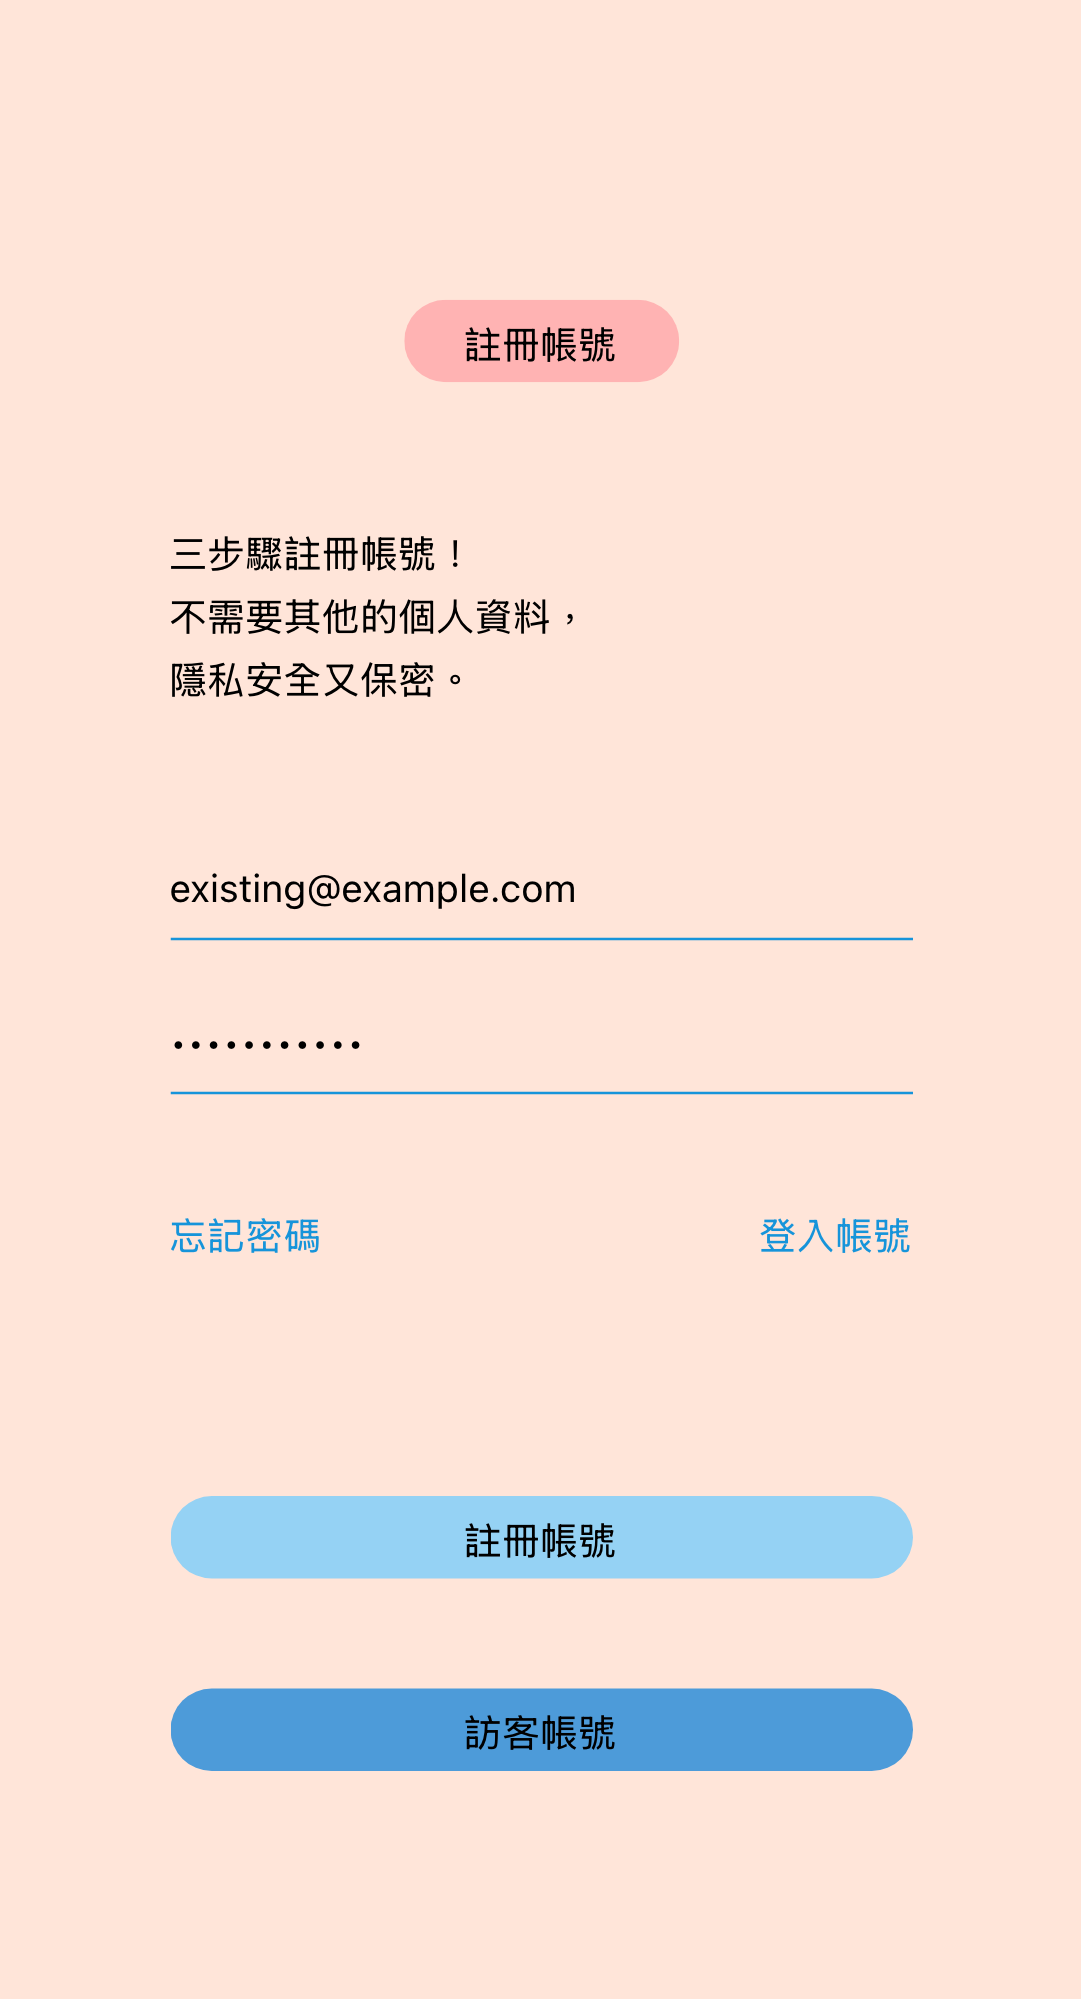 註冊帳號
三步驟註冊帳號！
不需要其他的個人資料，
隱私安全又保密。
existing@example.com
•••••••••••
忘記密碼 登入帳號
註冊帳號
訪客帳號